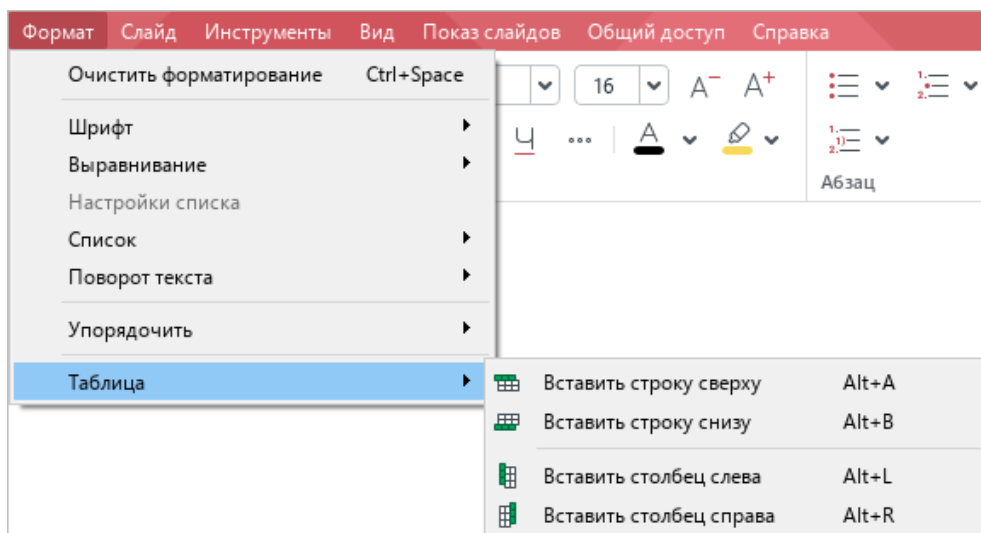 Формат Слайд Инструменты Вид Показ слайдов Общий доступ Справка
Очистить форматирование Ctrl+Space
16 A⁻ A⁺
Шрифт
Ч ... A
Выравнивание
Абзац
Настройки списка
Список
Поворот текста
Упорядочить
Таблица
Вставить строку сверху Alt+A
Вставить строку снизу Alt+B
Вставить столбец слева Alt+L
Вставить столбец справа Alt+R